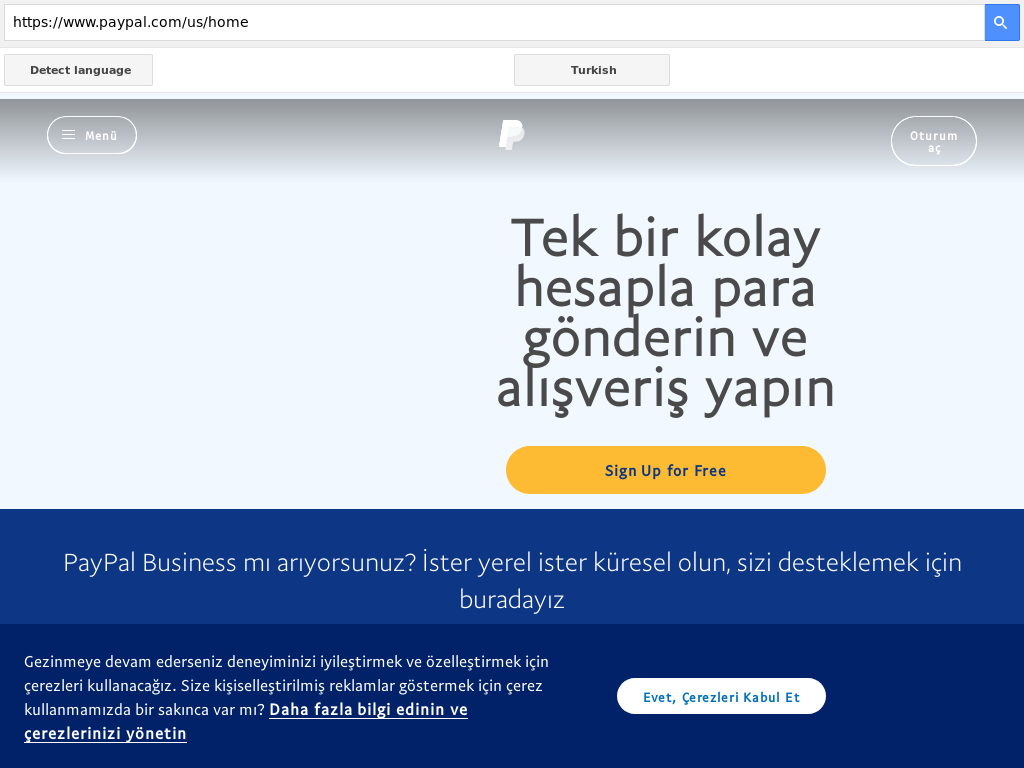 https://www.paypal.com/us/home
Detect language
Turkish
Menü
Oturum
aç
Tek bir kolay
hesapla para
gönderin ve
alışveriş yapın
Sign Up for Free
PayPal Business mı arıyorsunuz? İster yerel ister küresel olun, sizi desteklemek için
buradayız
Gezinmeye devam ederseniz deneyiminizi iyileştirmek ve özelleştirmek için
çerezleri kullanacağız. Size kişiselleştirilmiş reklamlar göstermek için çerez
kullanmamızda bir sakınca var mı? Daha fazla bilgi edinin ve
çerezlerinizi yönetin
Evet, Çerezleri Kabul Et